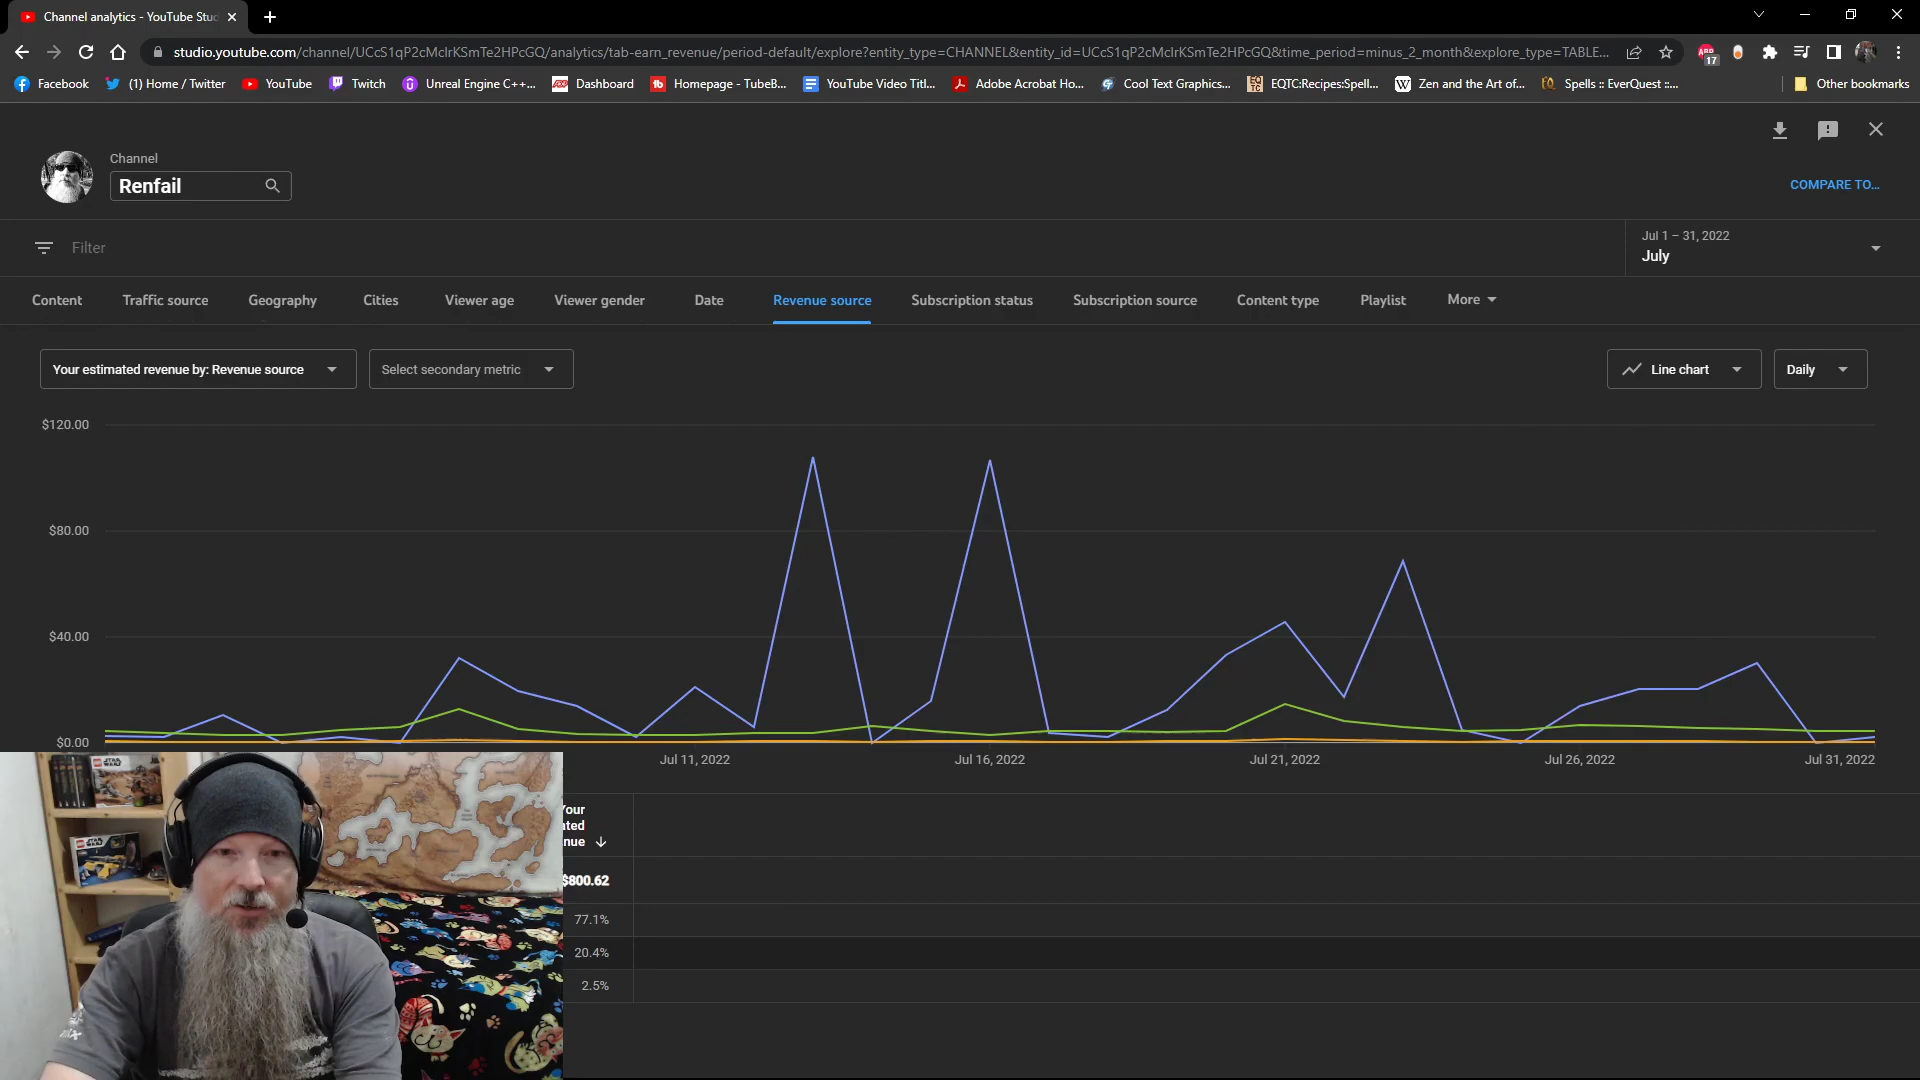 Channel analytics - YouTube Stu
studio.youtube.com/channel/UCcS1qP2cMclrKSmTe2HPcGQ/analytics/tab-earn_revenue/period-default/explore?entity_type=CHANNEL&entity_id=UCcS1qP2cMclrKSmTe2HPcGQ&time_period=minus_2_month&explore_type=TABLE...
17
Facebook (1) Home / Twitter YouTube Twitch Unreal Engine C++... Dashboard Homepage - TubeB... YouTube Video Titl... Adobe Acrobat Ho... Cool Text Graphics... EQTC:Recipes:Spell... Zen and the Art of... Spells :: EverQuest ::... Other bookmarks
Channel
Renfail
COMPARE TO...
Filter
Jul 1 – 31, 2022
July
Content Traffic source Geography Cities Viewer age Viewer gender Date Revenue source Subscription status Subscription source Content type Playlist More
Your estimated revenue by: Revenue source Select secondary metric Line chart Daily
$120.00
$80.00
$40.00
$0.00
Jul 11, 2022 Jul 16, 2022 Jul 21, 2022 Jul 26, 2022 Jul 31, 2022
Your
ated
nue
$800.62
77.1%
20.4%
2.5%